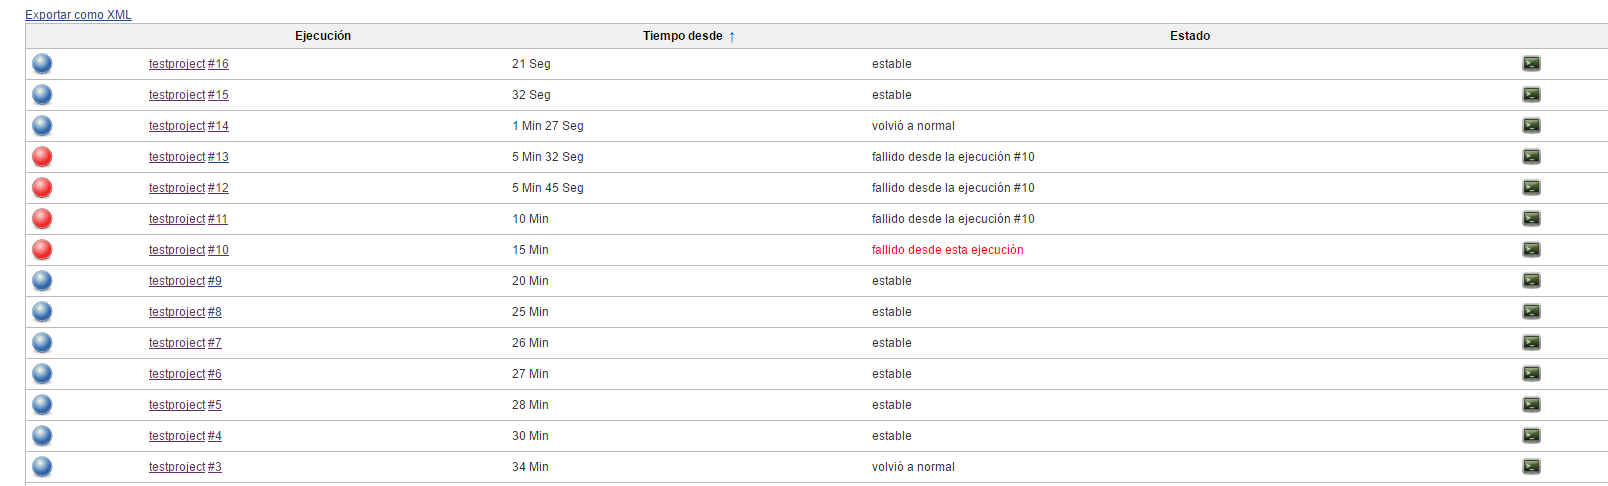 Exportar como XML
Ejecución Tiempo desde ↑ Estado
testproject #16 21 Seg estable
testproject #15 32 Seg estable
testproject #14 1 Min 27 Seg volvió a normal
testproject #13 5 Min 32 Seg fallido desde la ejecución #10
testproject #12 5 Min 45 Seg fallido desde la ejecución #10
testproject #11 10 Min fallido desde la ejecución #10
testproject #10 15 Min fallido desde esta ejecución
testproject #9 20 Min estable
testproject #8 25 Min estable
testproject #7 26 Min estable
testproject #6 27 Min estable
testproject #5 28 Min estable
testproject #4 30 Min estable
testproject #3 34 Min volvió a normal